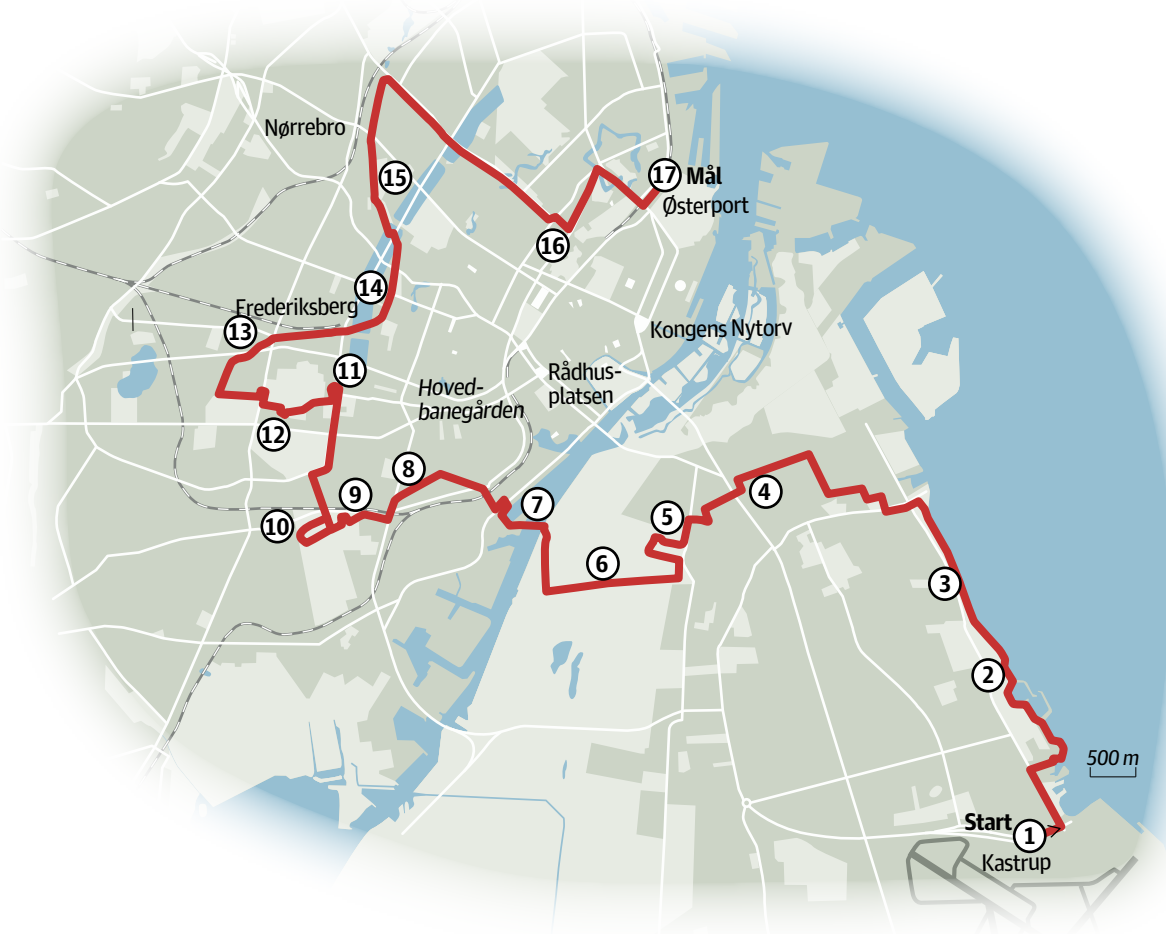 Nørrebro
15
17 Mål
Østerport
16
14
Frederiksberg
13
Kongens Nytorv
11
Rådhus-
platsen
Hoved-
banegården
12
8
4
9
7
5
10
6
3
2
500 m
Start
1
Kastrup